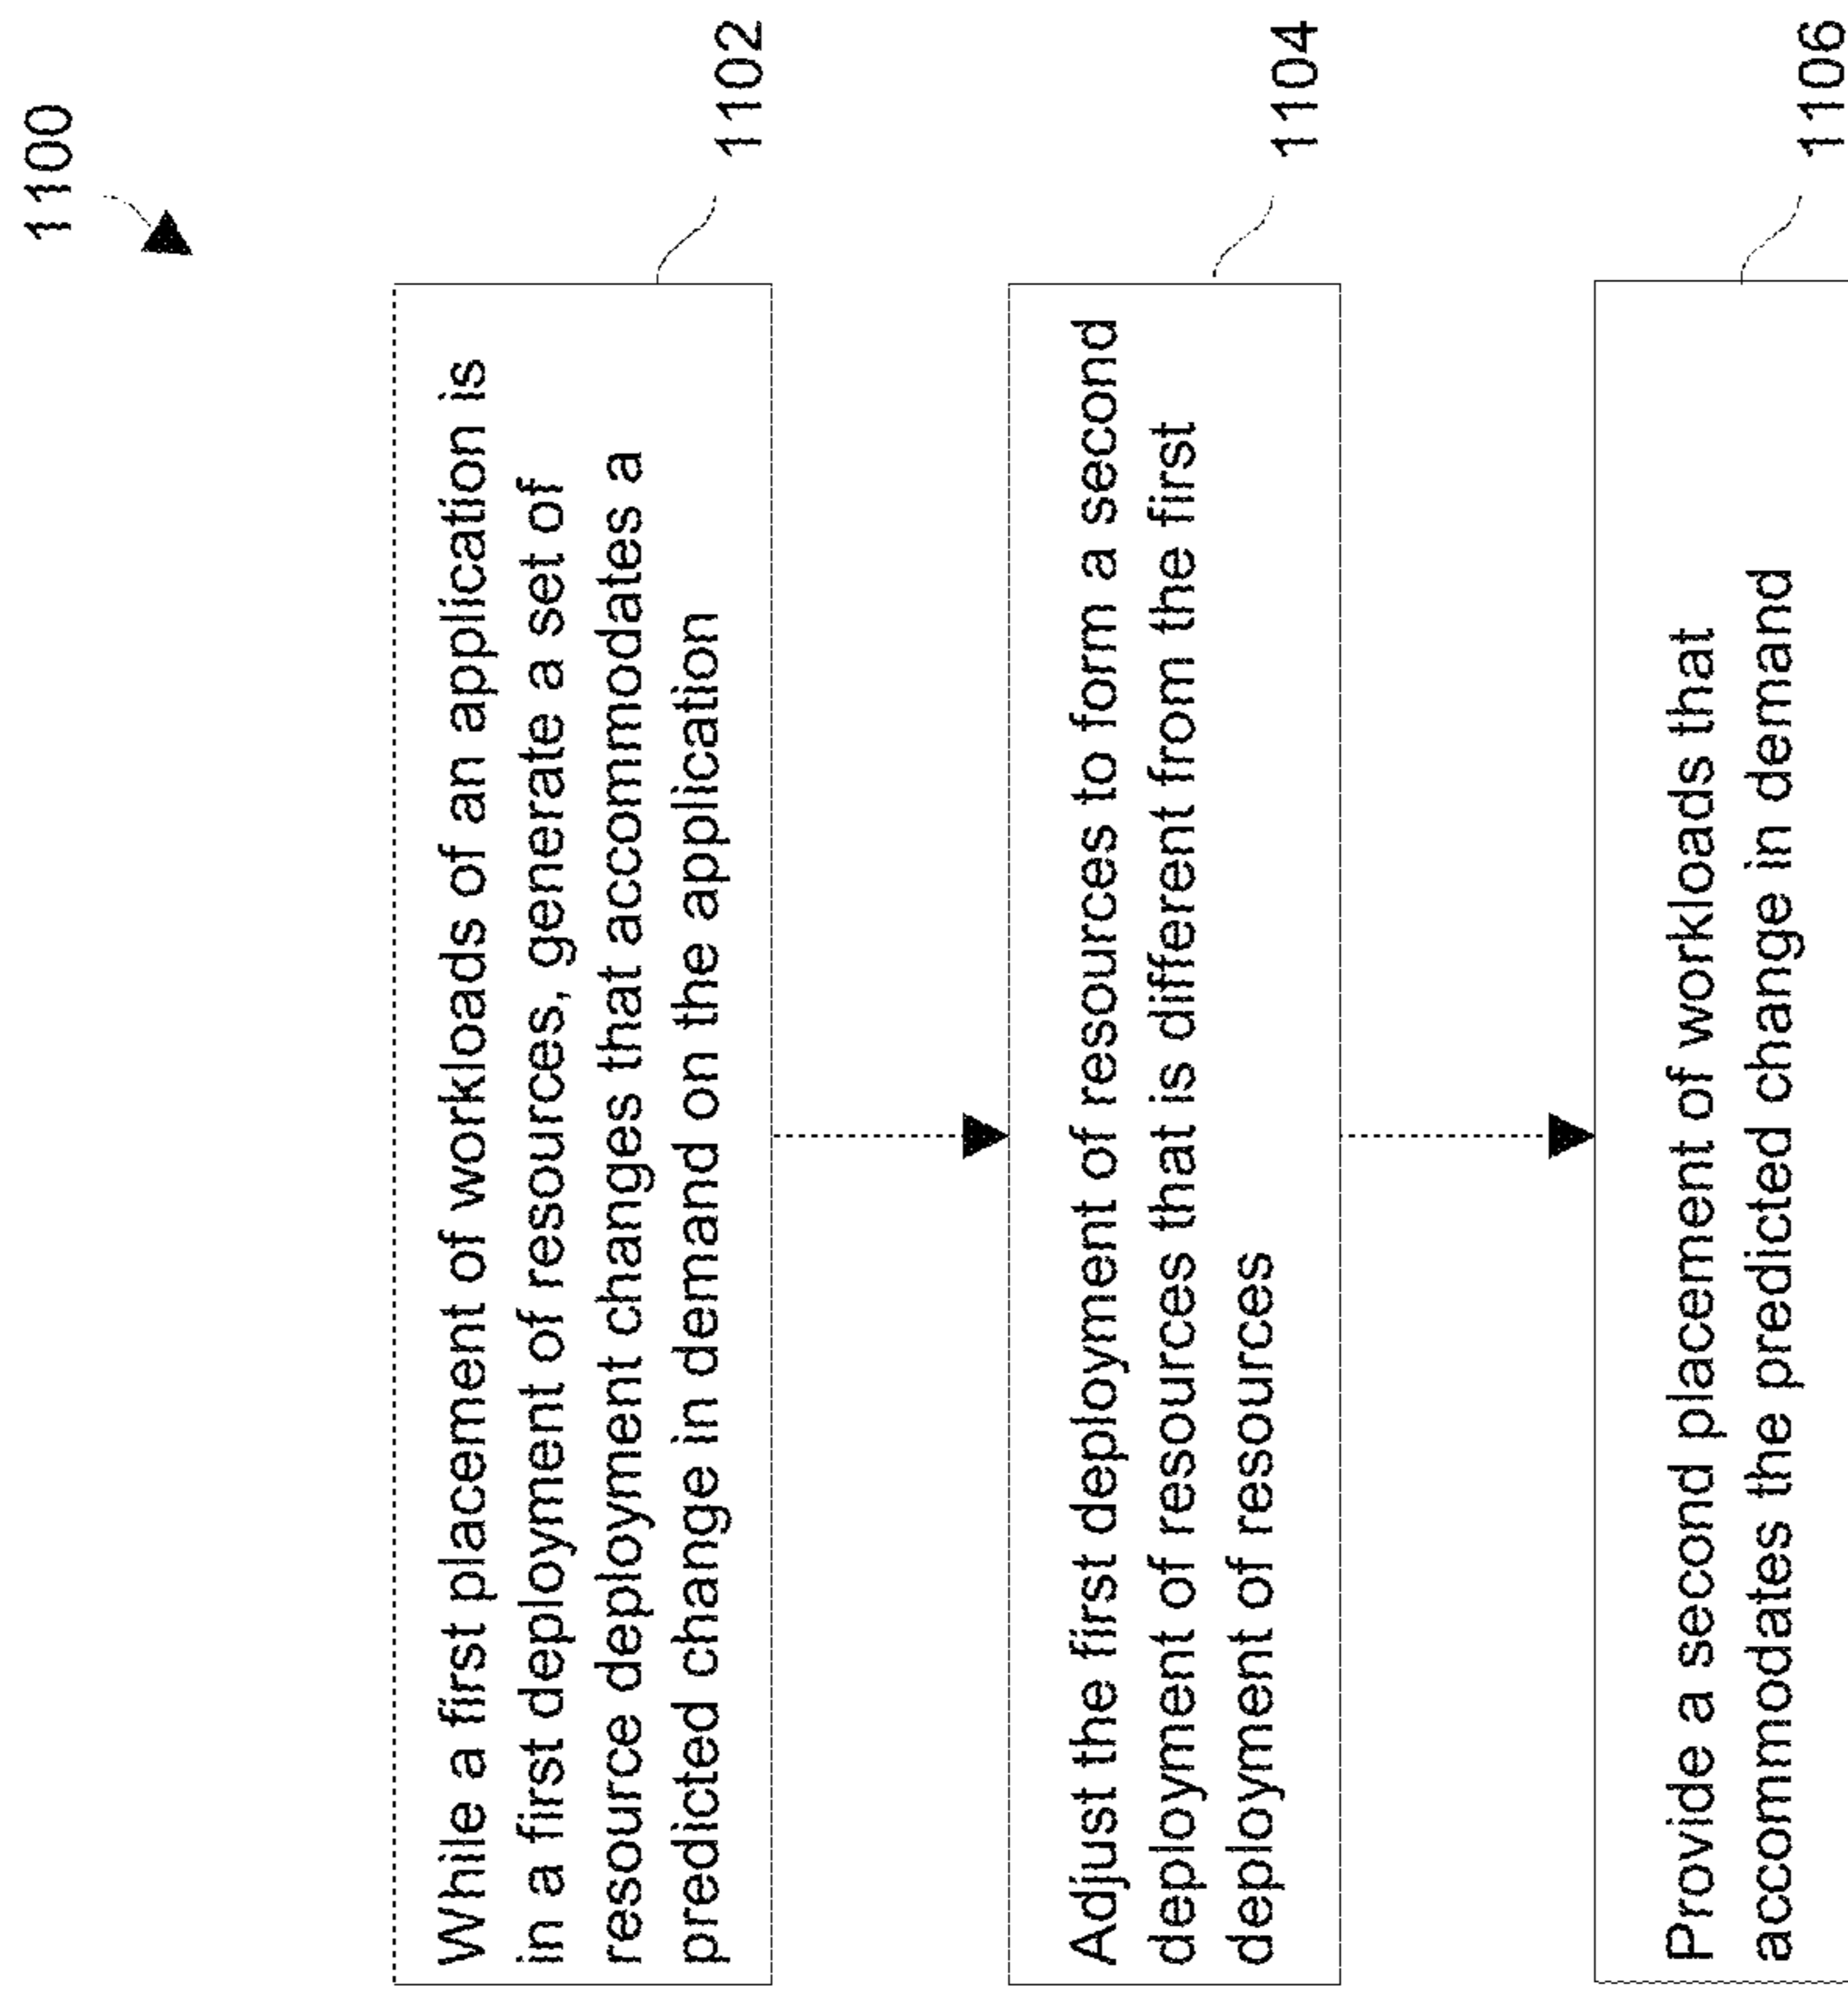 1100
While a first placement of workloads of an application is
in a first deployment of resources, generate a set of
resource deployment changes that accommodates a
predicted change in demand on the application
1102
Adjust the first deployment of resources to form a second
deployment of resources that is different from the first
deployment of resources
1104
Provide a second placement of workloads that
accommodates the predicted change in demand
1106